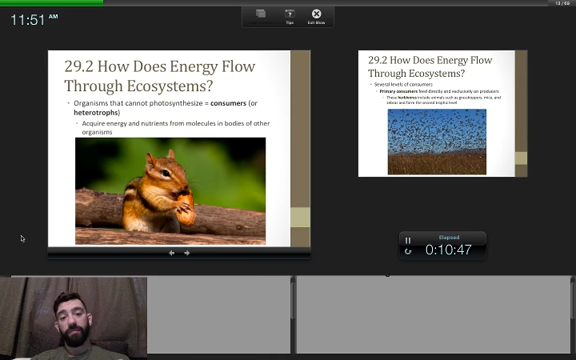 13 / 68
11:51 AM
Tips
Exit Show
29.2 How Does Energy Flow
Through Ecosystems?
Organisms that cannot photosynthesize = consumers (or
heterotrophs)
Acquire energy and nutrients from molecules in bodies of other
organisms
29.2 How Does Energy Flow
Through Ecosystems?
Several levels of consumers
Primary consumers feed directly and exclusively on producers
These herbivores include animals such as grasshoppers, mice, and
zebras and form the second trophic level
Elapsed
0:10:47